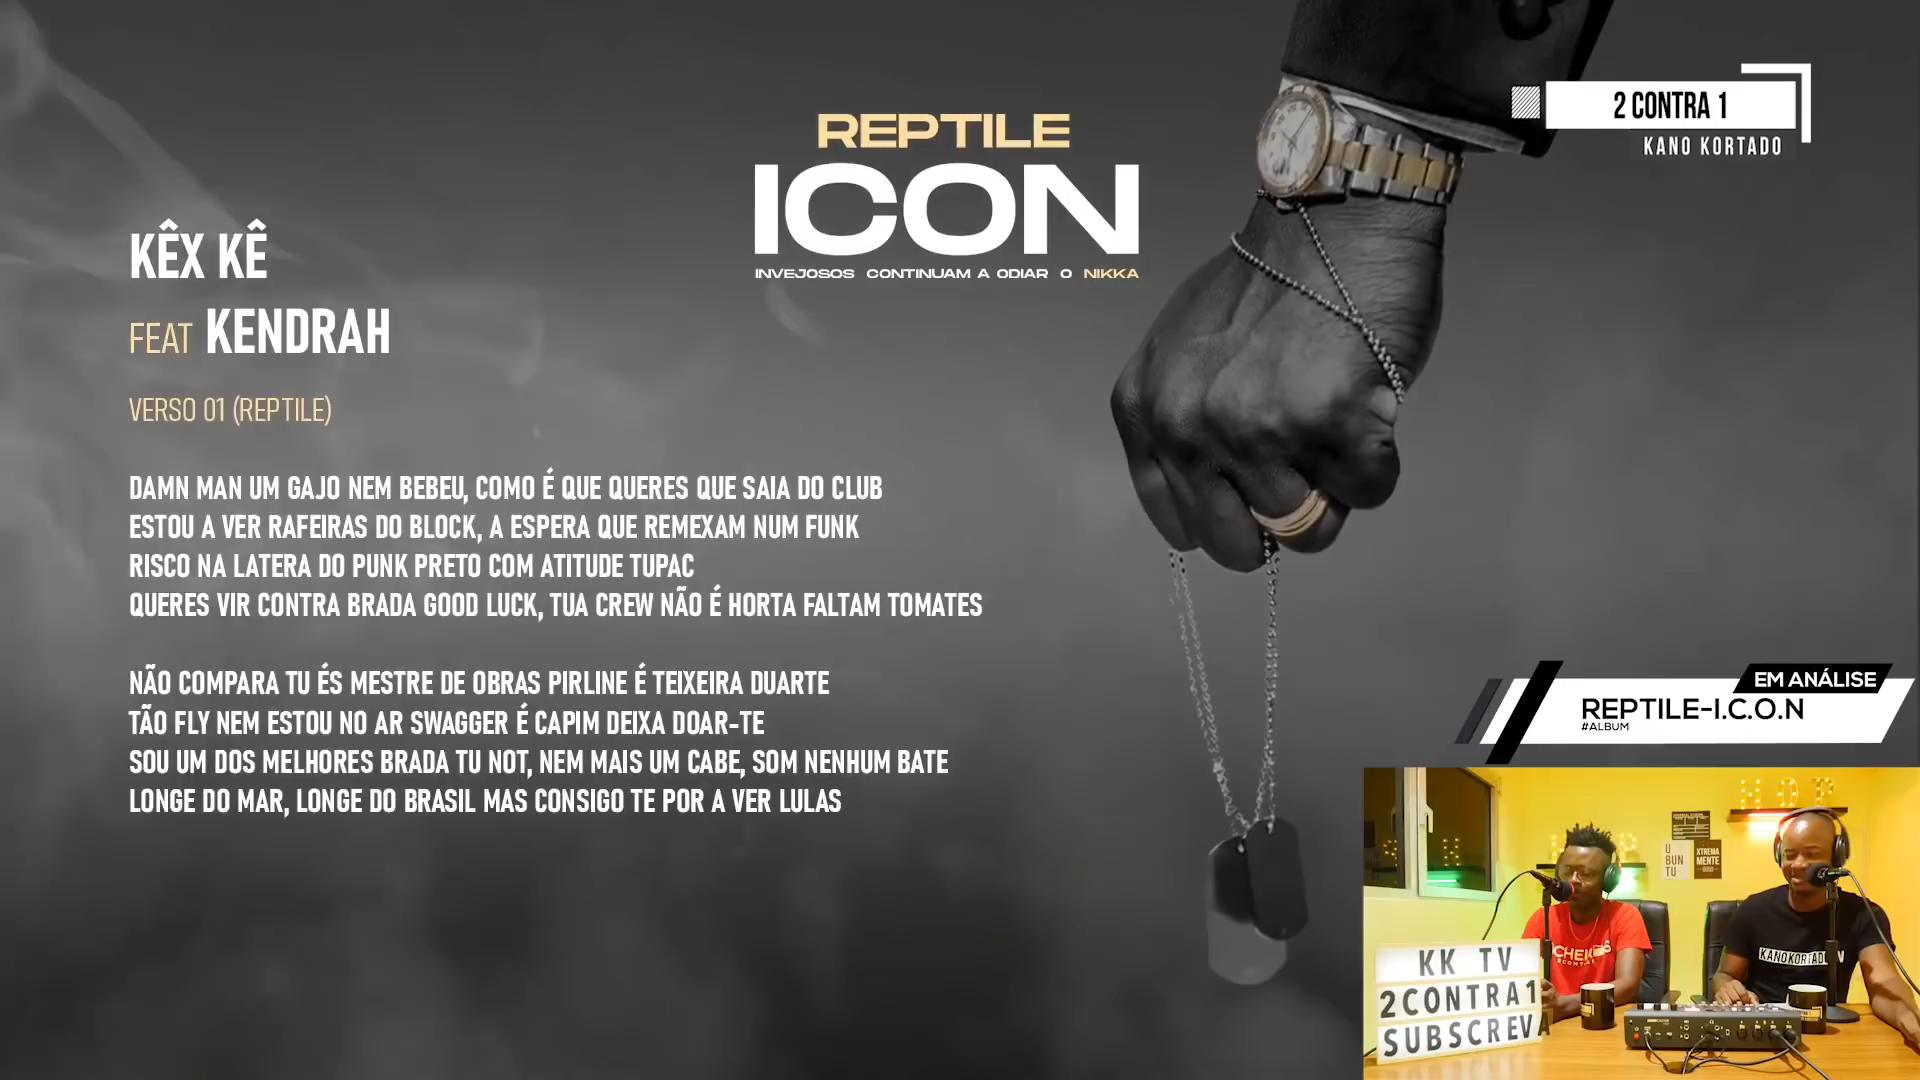 REPTILE
ICON
INVEJOSOS CONTINUAM A ODIAR O NIKKA
2 CONTRA 1
KANO KORTADO
KÊX KÊ
FEAT KENDRAH
VERSO 01 (REPTILE)
DAMN MAN UM GAJO NEM BEBEU, COMO É QUE QUERES QUE SAIA DO CLUB
ESTOU A VER RAFEIRAS DO BLOCK, A ESPERA QUE REMEXAM NUM FUNK
RISCO NA LATERA DO PUNK PRETO COM ATITUDE TUPAC
QUERES VIR CONTRA BRADA GOOD LUCK, TUA CREW NÃO É HORTA FALTAM TOMATES
NÃO COMPARA TU ÉS MESTRE DE OBRAS PIRLINE É TEIXEIRA DUARTE
TÃO FLY NEM ESTOU NO AR SWAGGER É CAPIM DEIXA DOAR-TE
SOU UM DOS MELHORES BRADA TU NOT, NEM MAIS UM CABE, SOM NENHUM BATE
LONGE DO MAR, LONGE DO BRASIL MAS CONSIGO TE POR A VER LULAS
EM ANÁLISE
REPTILE-I.C.O.N
#ALBUM
HOP
U
BUN
TU
XTREMA
MENTE
KK TV
2CONTRA1
SUBSCREVA